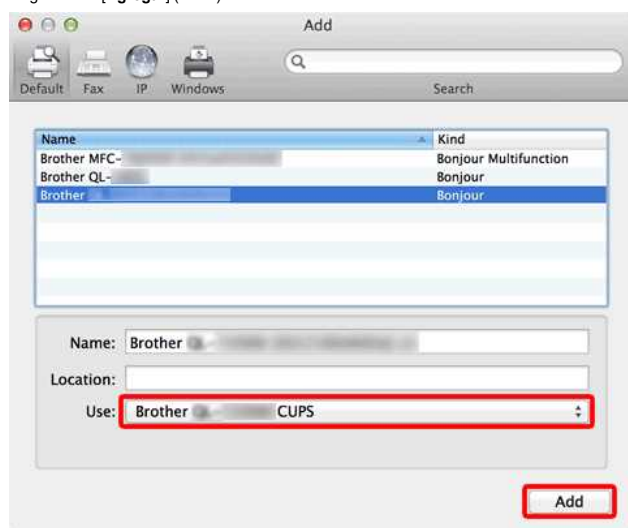 Add
Default Fax IP Windows Search
Name Kind
Brother MFC- Bonjour Multifunction
Brother QL- Bonjour
Brother Bonjour
Name: Brother
Location:
Use: Brother CUPS
Add